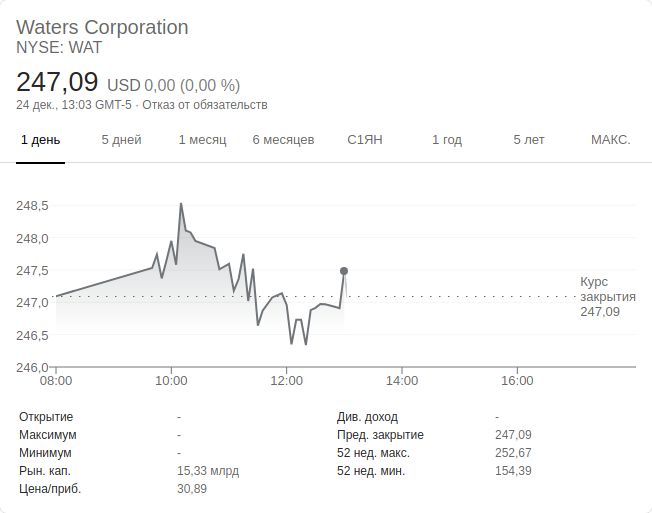 Waters Corporation
NYSE: WAT
247,09 USD 0,00 (0,00 %)
24 дек., 13:03 GMT-5 · Отказ от обязательств
1 день 5 дней 1 месяц 6 месяцев С1ЯН 1 год 5 лет МАКС.
248,5
248,0
247,5
247,0
246,5
246,0
Курс
закрытия
247,09
08:00 10:00 12:00 14:00 16:00
Открытие - Див. доход -
Максимум - Пред. закрытие 247,09
Минимум - 52 нед. макс. 252,67
Рын. кап. 15,33 млрд 52 нед. мин. 154,39
Цена/приб. 30,89